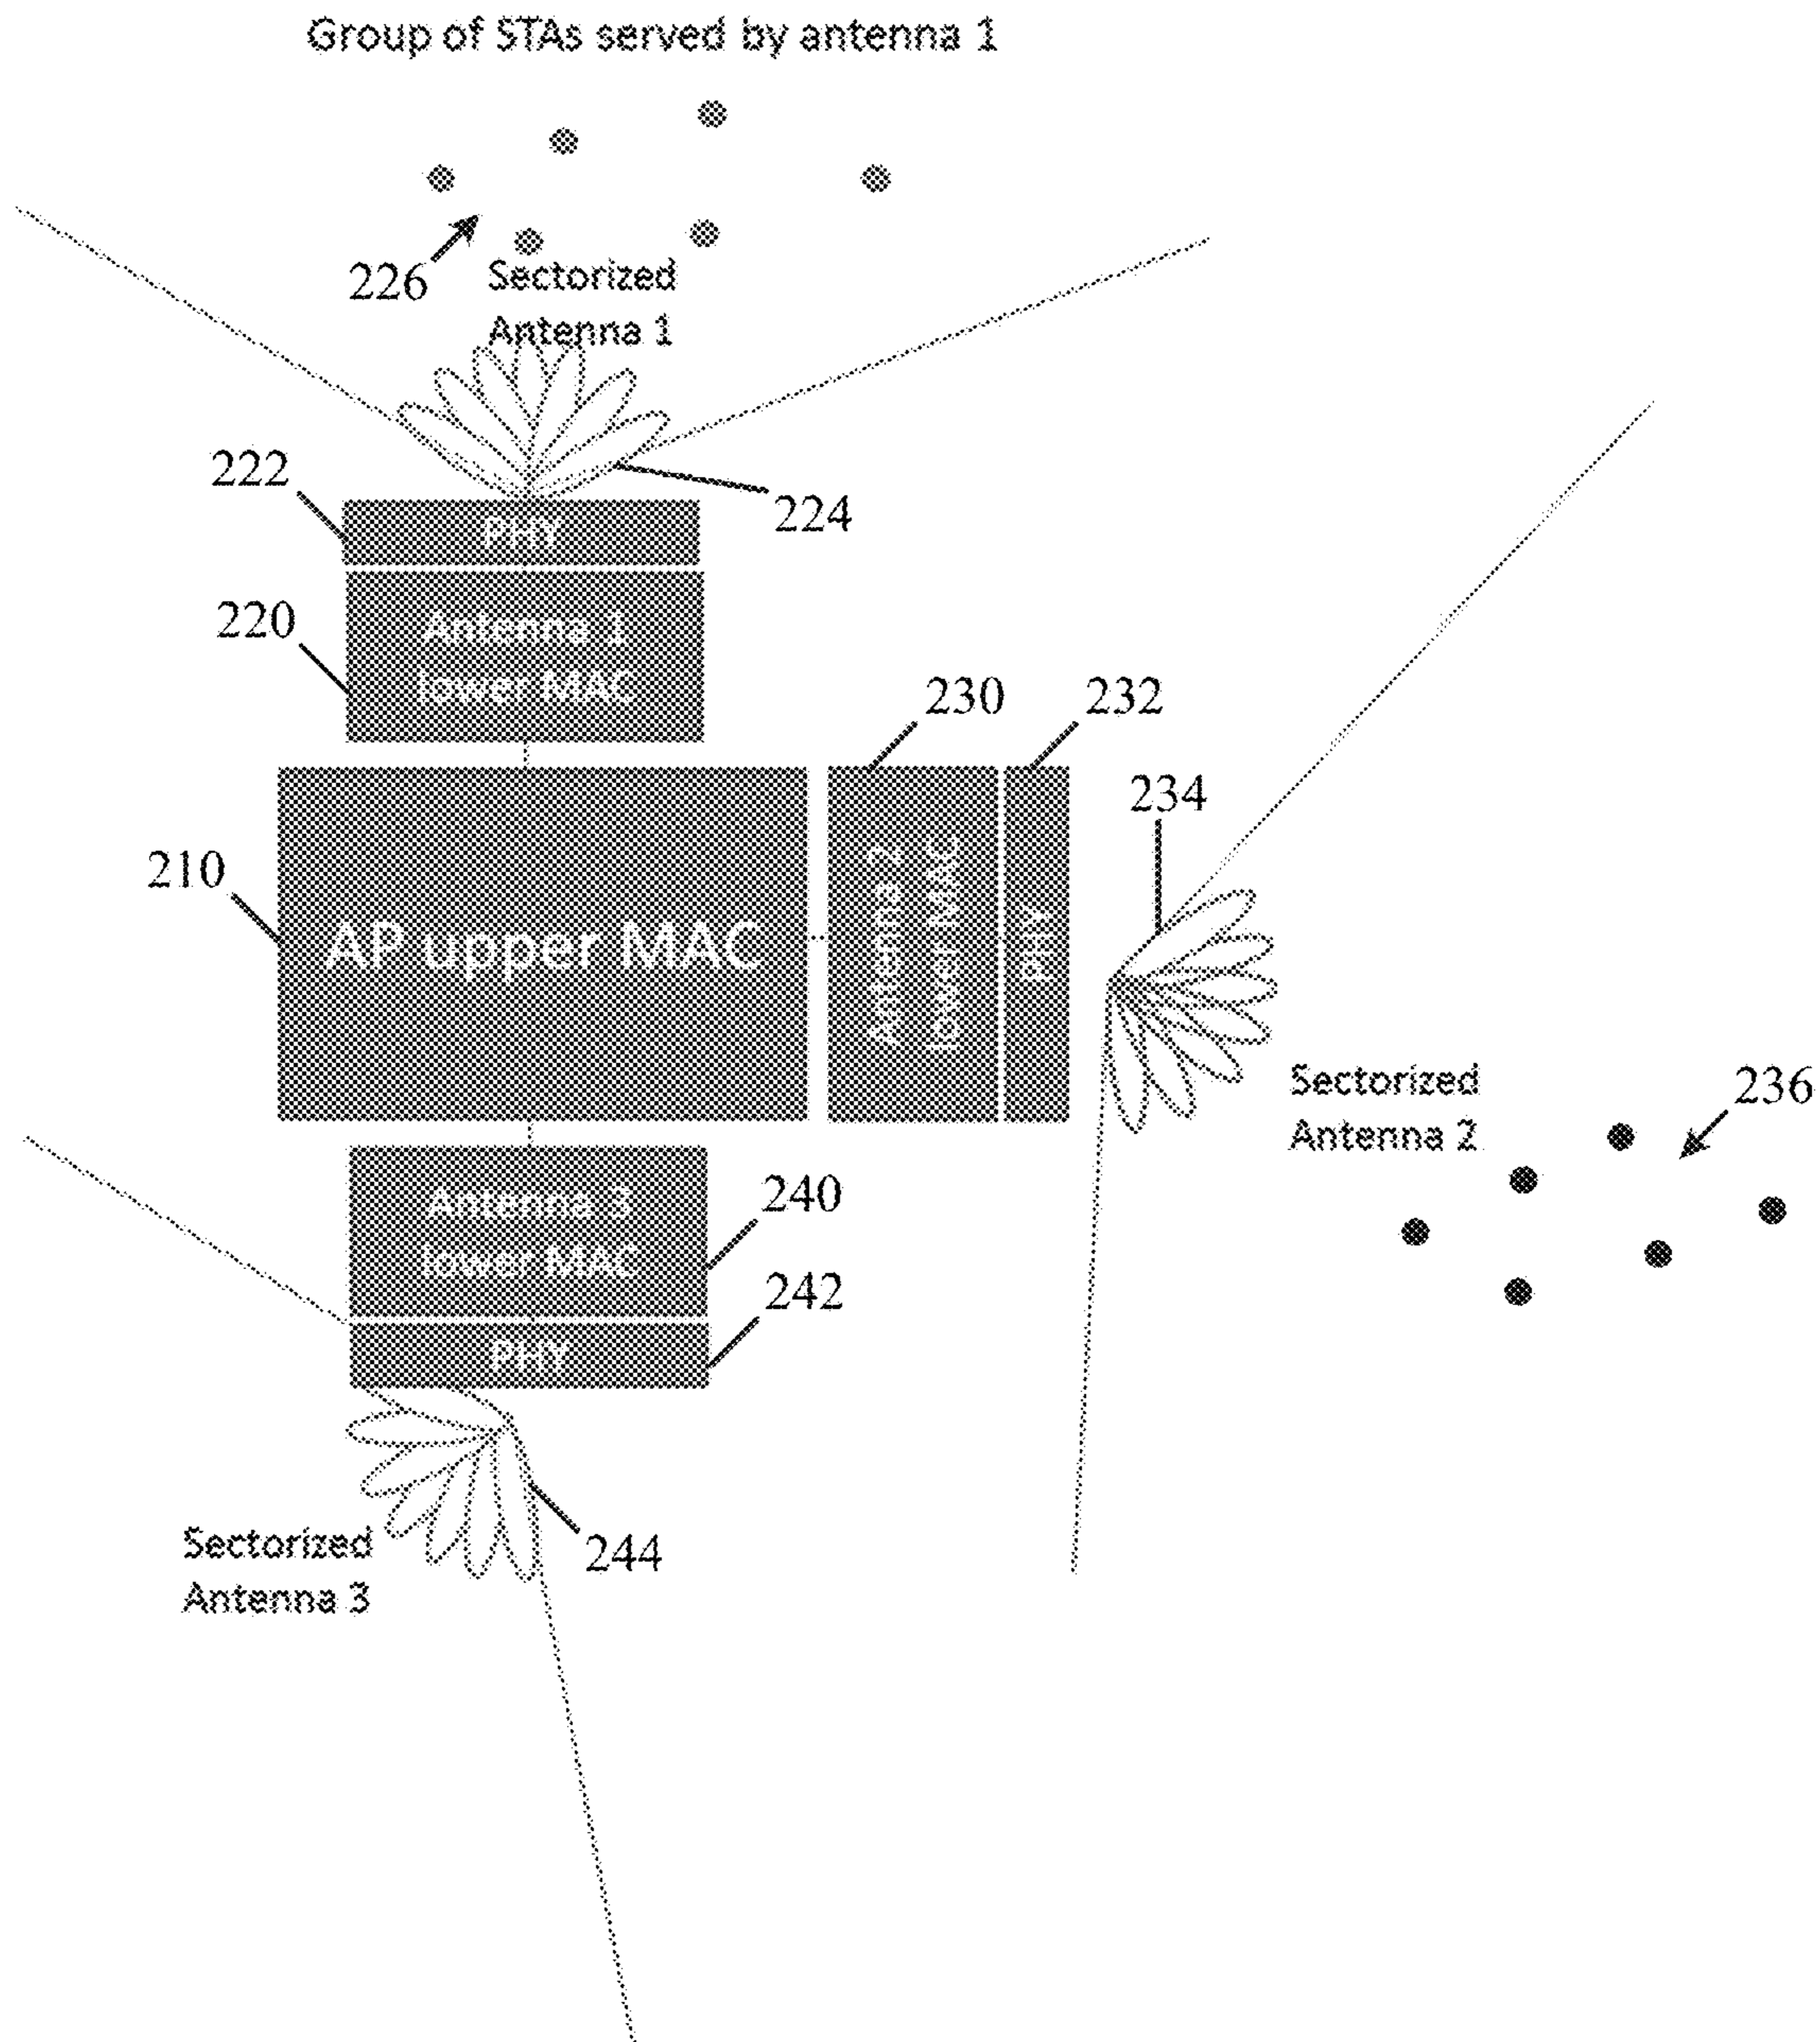 Group of STAs served by antenna 1
226
Sectorized
Antenna 1
222
PHY
224
220
Antenna 1
lower MAC
230
232
234
210
AP upper MAC
Antenna 2
lower MAC
PHY
Sectorized
Antenna 2
236
Antenna 3
lower MAC
240
242
PHY
Sectorized
Antenna 3
244